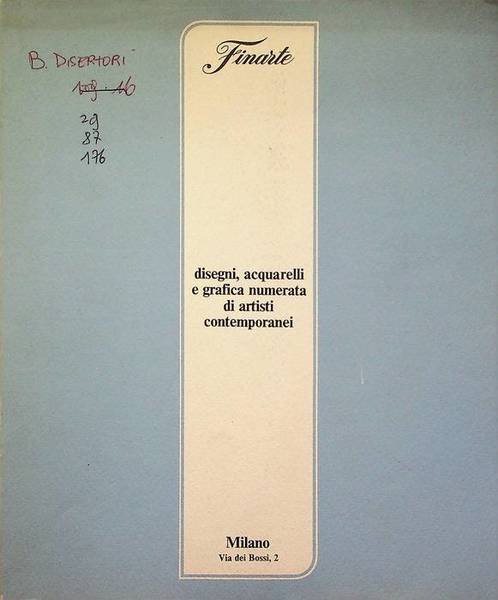 B. DISERTORI
29
87
176
Finarte
disegni, acquarelli
e grafica numerata
di artisti
contemporanei
Milano
Via dei Bossi, 2